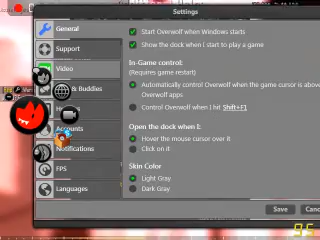 Settings
General
Support
Video
& Buddies
Accounts
Notifications
FPS
Languages
Start Overwolf when Windows starts
Show the dock when I start to play a game
In-Game control:
(Requires game restart)
Automatically control Overwolf when the game cursor is above
Overwolf apps
Control Overwolf when I hit Shift+F1
Open the dock when I:
Hover the mouse cursor over it
Click on it
Skin Color
Light Gray
Dark Gray
Save
Canc
95